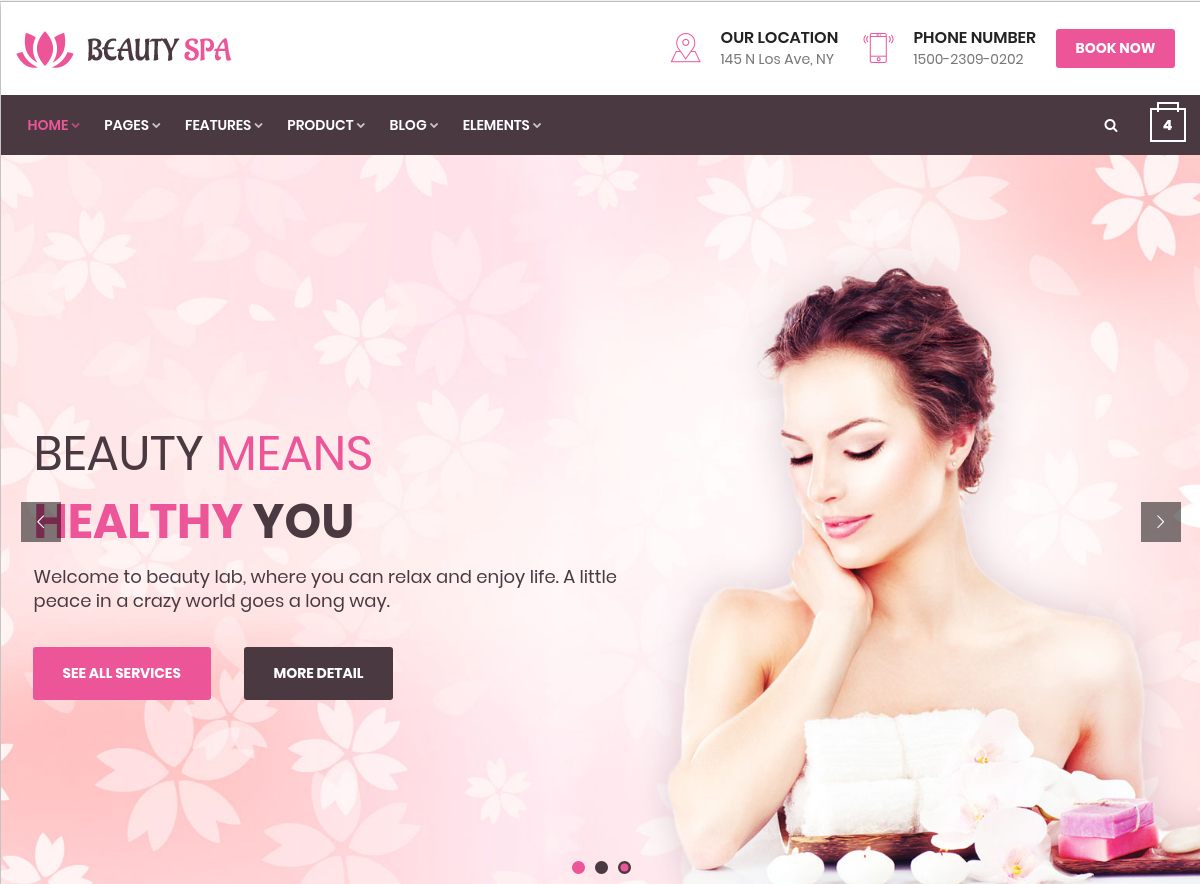 BEAUTY SPA
OUR LOCATION
145 N Los Ave, NY
PHONE NUMBER
1500-2309-0202
BOOK NOW
HOME PAGES FEATURES PRODUCT BLOG ELEMENTS 4
BEAUTY MEANS
HEALTHY YOU
Welcome to beauty lab, where you can relax and enjoy life. A little
peace in a crazy world goes a long way.
SEE ALL SERVICES MORE DETAIL